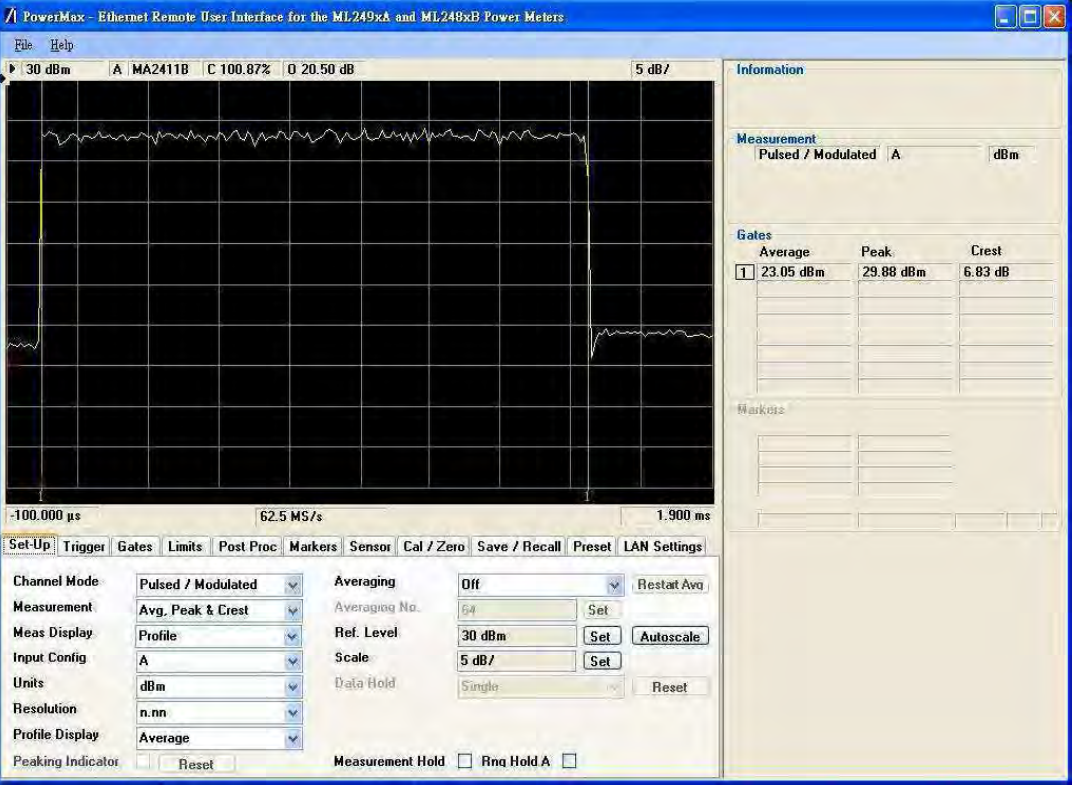 PowerMax - Ethernet Remote User Interface for the ML249xA and ML248xB Power Meters
File Help
30 dBm A MA2411B C 100.87% O 20.50 dB 5 dB/
1 1
-100.000 µs 62.5 MS/s 1.900 ms
Set-Up Trigger Gates Limits Post Proc Markers Sensor Cal / Zero Save / Recall Preset LAN Settings
Channel Mode Pulsed / Modulated Averaging Off Restart Avg
Measurement Avg, Peak & Crest Averaging No. 64 Set
Meas Display Profile Ref. Level 30 dBm Set Autoscale
Input Config A Scale 5 dB/ Set
Units dBm Data Hold Single Reset
Resolution n.nn
Profile Display Average
Peaking Indicator Reset Measurement Hold Rng Hold A
Information
Measurement
Pulsed / Modulated A dBm
Gates
Average Peak Crest
1 23.05 dBm 29.88 dBm 6.83 dB
Markers